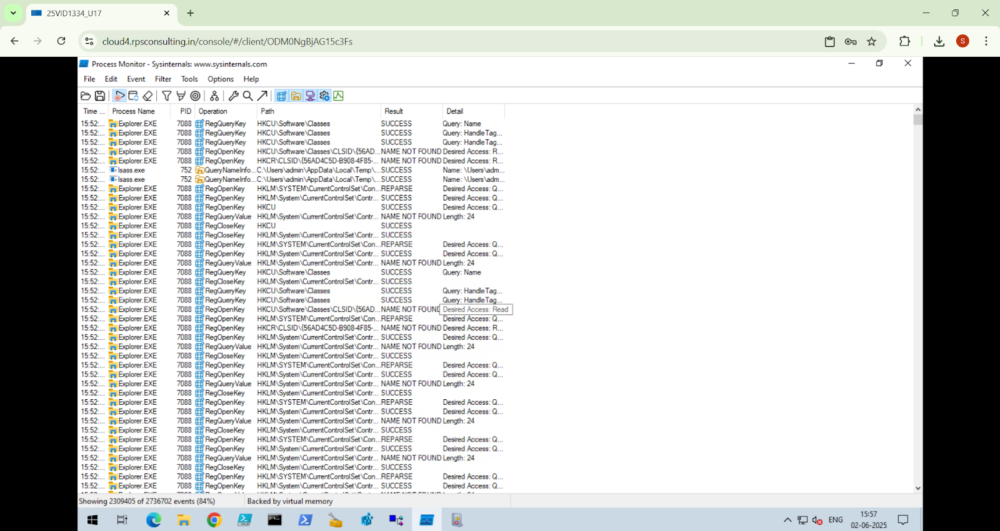 25VID1334_U17
cloud4.rpsconsulting.in/console/#/client/ODM0NgBjAG15c3Fs
S
Process Monitor - Sysinternals: www.sysinternals.com
File Edit Event Filter Tools Options Help
Time ... Process Name PID Operation Path Result Detail
15:52:... Explorer.EXE 7088 RegQueryKey HKCU\Software\Classes SUCCESS Query: Name
15:52:... Explorer.EXE 7088 RegQueryKey HKCU\Software\Classes SUCCESS Query: HandleTag...
15:52:... Explorer.EXE 7088 RegQueryKey HKCU\Software\Classes SUCCESS Query: HandleTag...
15:52:... Explorer.EXE 7088 RegOpenKey HKCU\Software\Classes\CLSID\{56AD... NAME NOT FOUND Desired Access: R...
15:52:... Explorer.EXE 7088 RegOpenKey HKCR\CLSID\{56AD4C5D-B908-4F85-... NAME NOT FOUND Desired Access: R...
15:52:... lsass.exe 752 QueryNameInfo... C:\Users\admin\AppData\Local\Temp\... SUCCESS Name: \Users\adm...
15:52:... lsass.exe 752 QueryNameInfo... C:\Users\admin\AppData\Local\Temp\... SUCCESS Name: \Users\adm...
15:52:... Explorer.EXE 7088 RegOpenKey HKLM\SYSTEM\CurrentControlSet\Con... REPARSE Desired Access: Q...
15:52:... Explorer.EXE 7088 RegOpenKey HKLM\System\CurrentControlSet\Contr... SUCCESS Desired Access: Q...
15:52:... Explorer.EXE 7088 RegOpenKey HKCU SUCCESS Desired Access: Q...
15:52:... Explorer.EXE 7088 RegQueryValue HKLM\System\CurrentControlSet\Contr... NAME NOT FOUND Length: 24
15:52:... Explorer.EXE 7088 RegCloseKey HKCU SUCCESS
15:52:... Explorer.EXE 7088 RegCloseKey HKLM\System\CurrentControlSet\Contr... SUCCESS
15:52:... Explorer.EXE 7088 RegOpenKey HKLM\SYSTEM\CurrentControlSet\Con... REPARSE Desired Access: Q...
15:52:... Explorer.EXE 7088 RegOpenKey HKLM\System\CurrentControlSet\Contr... SUCCESS Desired Access: Q...
15:52:... Explorer.EXE 7088 RegQueryValue HKLM\System\CurrentControlSet\Contr... NAME NOT FOUND Length: 24
15:52:... Explorer.EXE 7088 RegQueryKey HKCU\Software\Classes SUCCESS Query: Name
15:52:... Explorer.EXE 7088 RegCloseKey HKLM\System\CurrentControlSet\Contr... SUCCESS
15:52:... Explorer.EXE 7088 RegQueryKey HKCU\Software\Classes SUCCESS Query: HandleTag...
15:52:... Explorer.EXE 7088 RegQueryKey HKCU\Software\Classes SUCCESS Query: HandleTag...
15:52:... Explorer.EXE 7088 RegOpenKey HKCU\Software\Classes\CLSID\{56AD... NAME NOT FOUND Desired Access: Read
15:52:... Explorer.EXE 7088 RegOpenKey HKLM\SYSTEM\CurrentControlSet\Con... REPARSE Desired Access: Q...
15:52:... Explorer.EXE 7088 RegOpenKey HKCR\CLSID\{56AD4C5D-B908-4F85-... NAME NOT FOUND Desired Access: R...
15:52:... Explorer.EXE 7088 RegOpenKey HKLM\System\CurrentControlSet\Contr... SUCCESS Desired Access: Q...
15:52:... Explorer.EXE 7088 RegQueryValue HKLM\System\CurrentControlSet\Contr... NAME NOT FOUND Length: 24
15:52:... Explorer.EXE 7088 RegCloseKey HKLM\System\CurrentControlSet\Contr... SUCCESS
15:52:... Explorer.EXE 7088 RegOpenKey HKLM\SYSTEM\CurrentControlSet\Con... REPARSE Desired Access: Q...
15:52:... Explorer.EXE 7088 RegOpenKey HKLM\System\CurrentControlSet\Contr... SUCCESS Desired Access: Q...
15:52:... Explorer.EXE 7088 RegQueryValue HKLM\System\CurrentControlSet\Contr... NAME NOT FOUND Length: 24
15:52:... Explorer.EXE 7088 RegCloseKey HKLM\System\CurrentControlSet\Contr... SUCCESS
15:52:... Explorer.EXE 7088 RegOpenKey HKLM\SYSTEM\CurrentControlSet\Con... REPARSE Desired Access: Q...
15:52:... Explorer.EXE 7088 RegOpenKey HKLM\System\CurrentControlSet\Contr... SUCCESS Desired Access: Q...
15:52:... Explorer.EXE 7088 RegQueryValue HKLM\System\CurrentControlSet\Contr... NAME NOT FOUND Length: 24
15:52:... Explorer.EXE 7088 RegCloseKey HKLM\System\CurrentControlSet\Contr... SUCCESS
15:52:... Explorer.EXE 7088 RegOpenKey HKLM\SYSTEM\CurrentControlSet\Con... REPARSE Desired Access: Q...
15:52:... Explorer.EXE 7088 RegOpenKey HKLM\System\CurrentControlSet\Contr... SUCCESS Desired Access: Q...
15:52:... Explorer.EXE 7088 RegQueryValue HKLM\System\CurrentControlSet\Contr... NAME NOT FOUND Length: 24
15:52:... Explorer.EXE 7088 RegCloseKey HKLM\System\CurrentControlSet\Contr... SUCCESS
15:52:... Explorer.EXE 7088 RegOpenKey HKLM\SYSTEM\CurrentControlSet\Con... REPARSE Desired Access: Q...
15:52:... Explorer.EXE 7088 RegOpenKey HKLM\System\CurrentControlSet\Contr... SUCCESS Desired Access: Q...
Showing 2309405 of 2736702 events (84%) Backed by virtual memory
ENG
15:57
02-06-2025